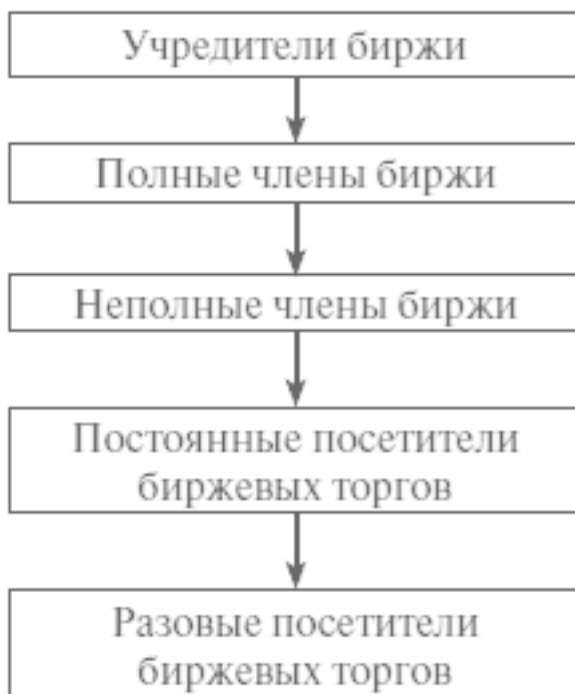 Учредители биржи
Полные члены биржи
Неполные члены биржи
Постоянные посетители
биржевых торгов
Разовые посетители
биржевых торгов